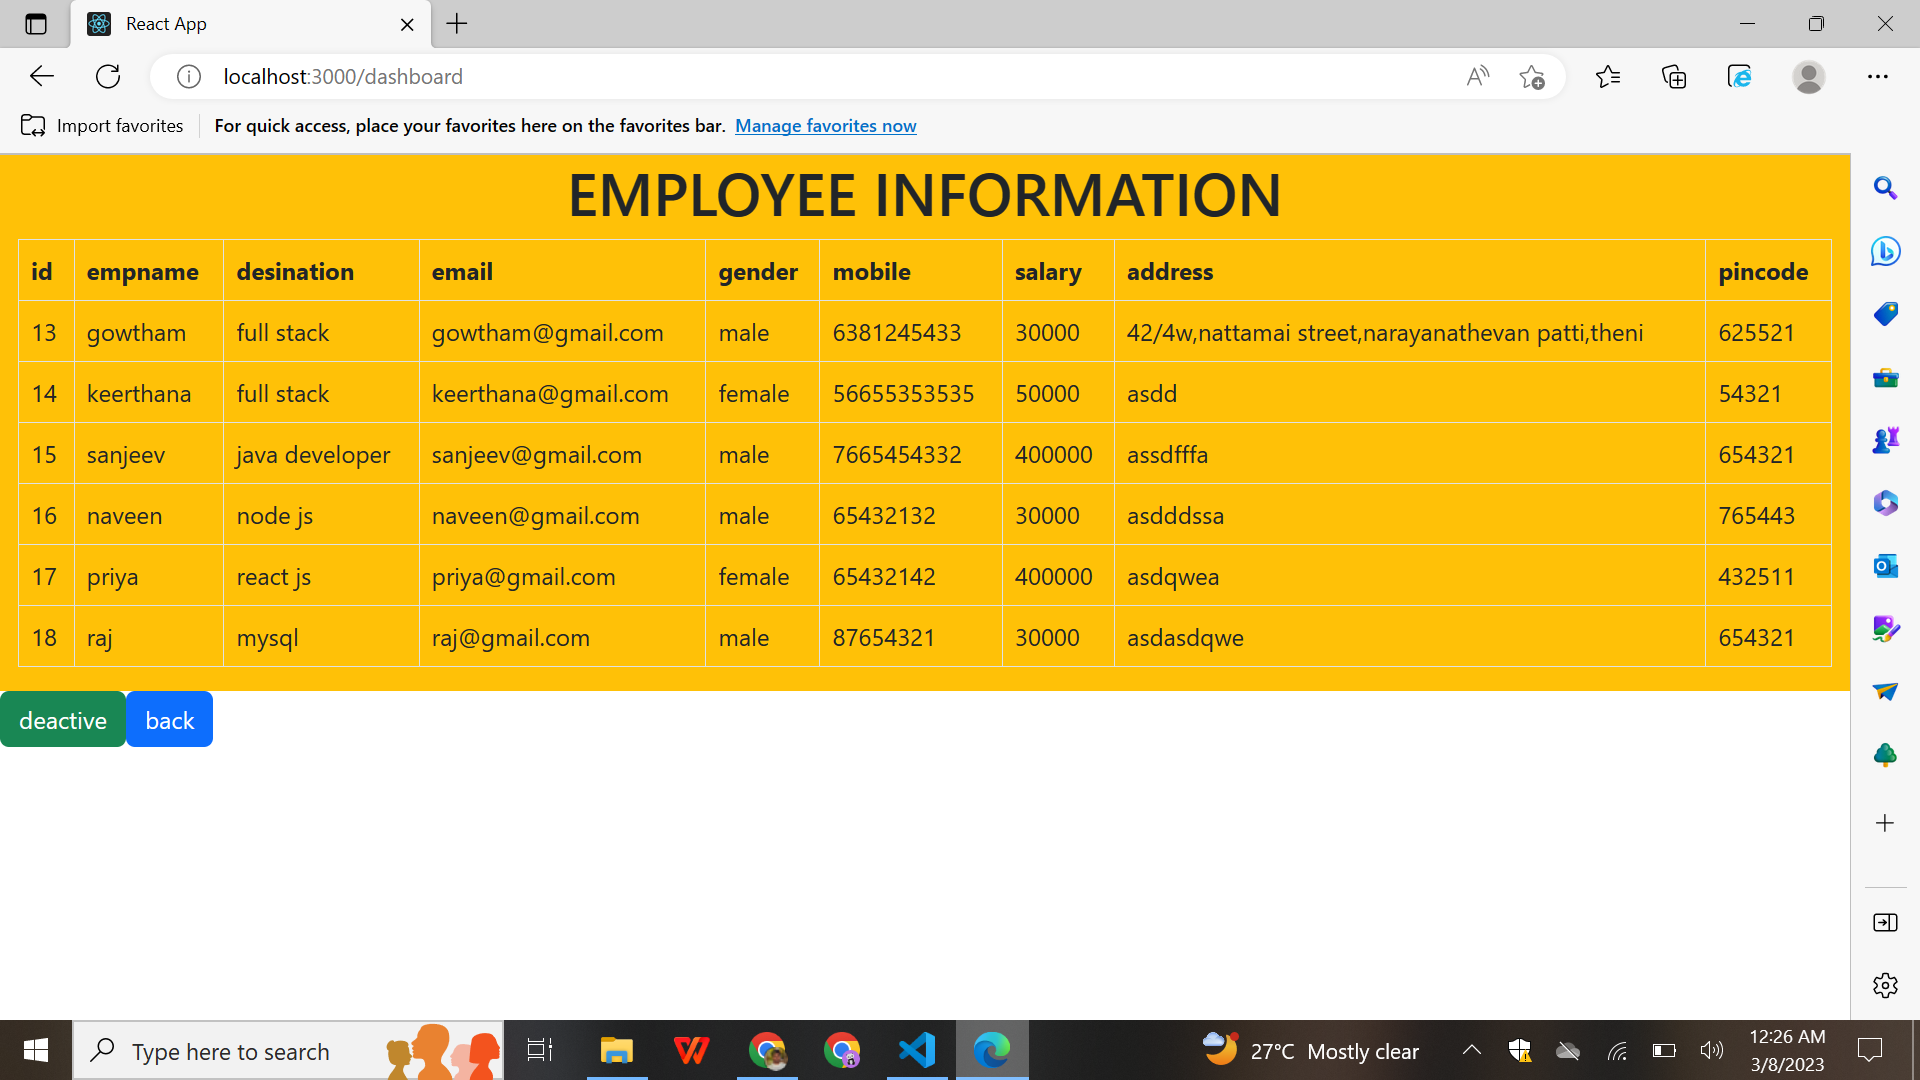 React App
localhost:3000/dashboard
Import favorites For quick access, place your favorites here on the favorites bar. Manage favorites now
EMPLOYEE INFORMATION
id empname desination email gender mobile salary address pincode
13 gowtham full stack gowtham@gmail.com male 6381245433 30000 42/4w,nattamai street,narayanathevan patti,theni 625521
14 keerthana full stack keerthana@gmail.com female 56655353535 50000 asdd 54321
15 sanjeev java developer sanjeev@gmail.com male 7665454332 400000 assdfffa 654321
16 naveen node js naveen@gmail.com male 65432132 30000 asdddssa 765443
17 priya react js priya@gmail.com female 65432142 400000 asdqwea 432511
18 raj mysql raj@gmail.com male 87654321 30000 asdasdqwe 654321
deactive back
Type here to search 27°C Mostly clear 12:26 AM
3/8/2023